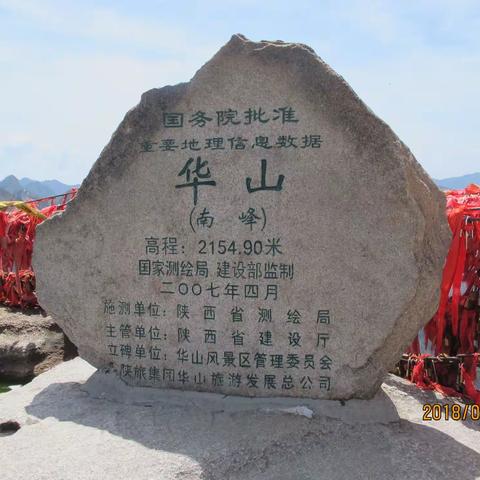 国务院批准
重要地理信息数据
华山
(南峰)
高程：2154.90米
国家测绘局 建设部监制
二〇〇七年四月
施测单位：陕西省测绘局
主管单位：陕西省建设厅
立碑单位：华山风景区管理委员会
陕旅集团华山旅游发展总公司
2018/0